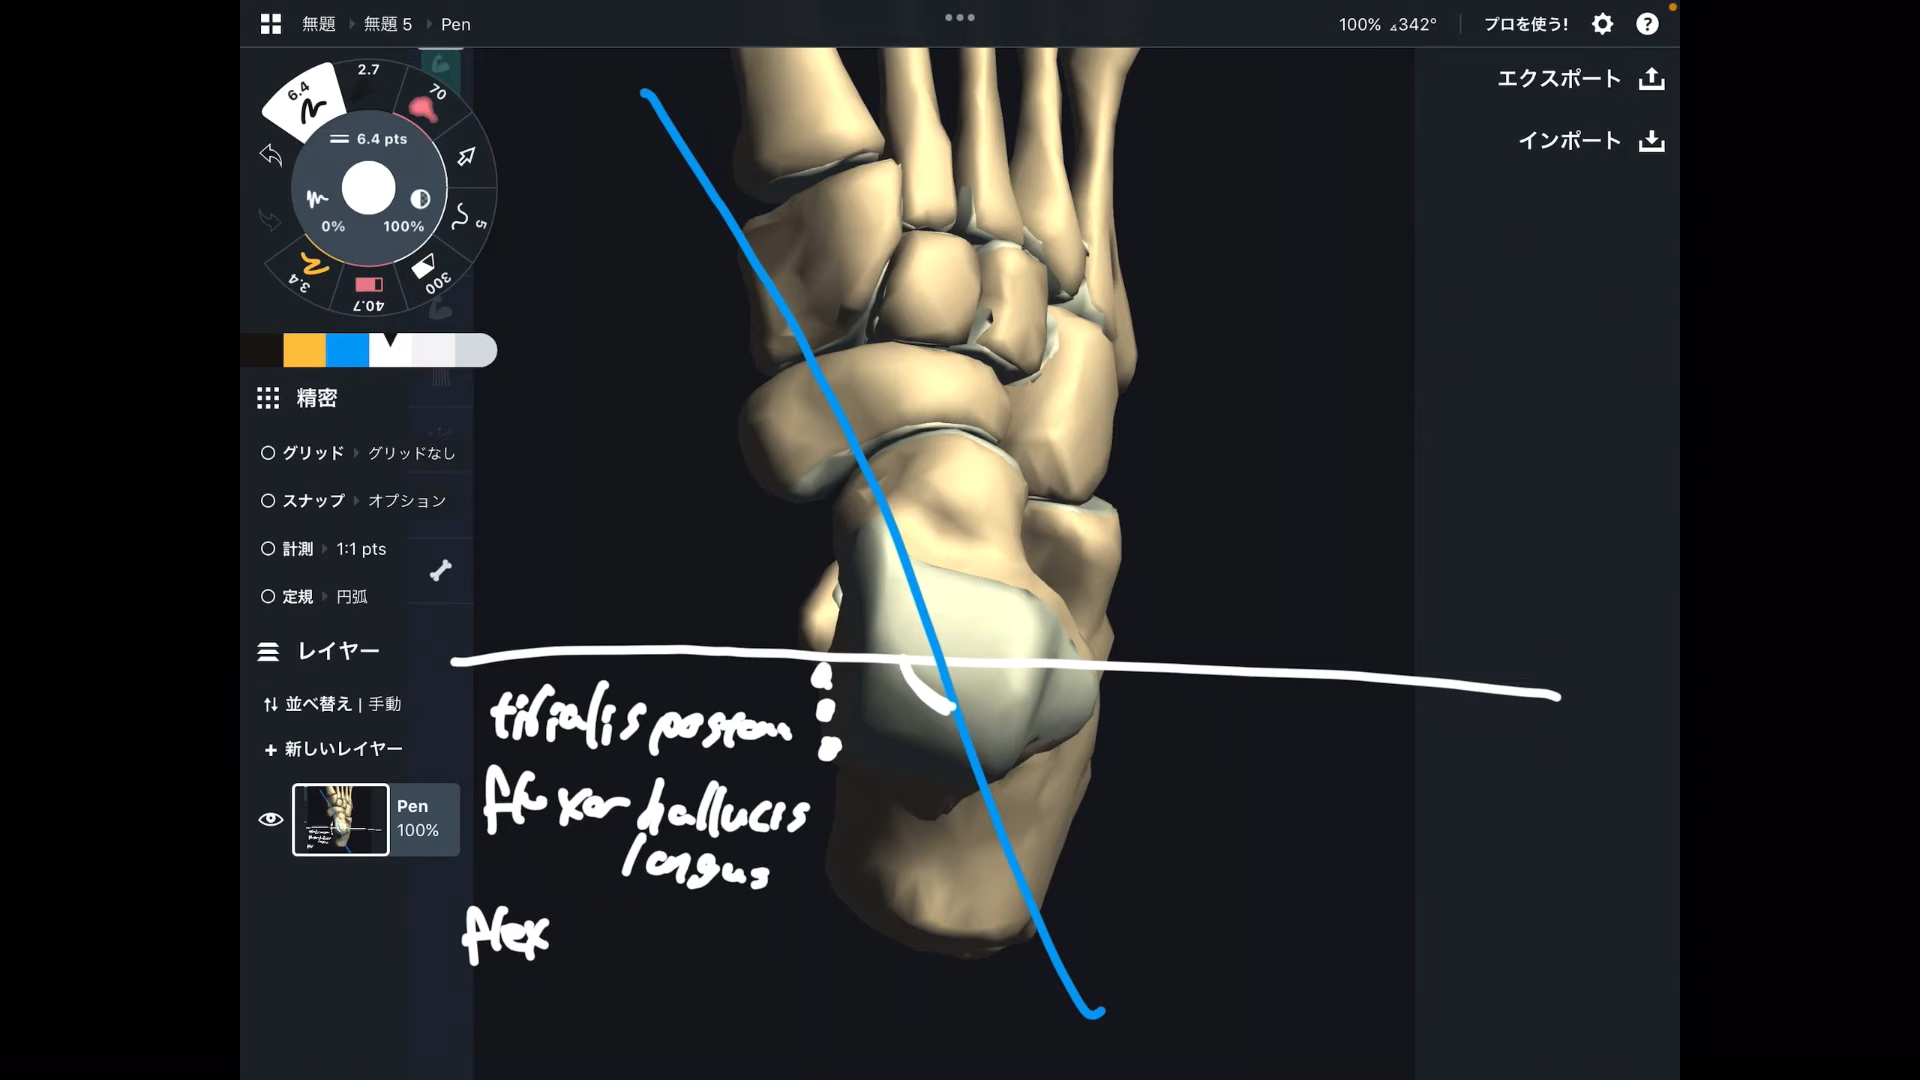 無題 無題 5 Pen
100% ⊿342° プロを使う! ?
エクスポート
インポート
6.4
2.7
70
6.4 pts
0% 100%
5
300
40.7
3.4
精密
グリッド グリッドなし
スナップ オプション
計測 1:1 pts
定規 円弧
レイヤー
並べ替え | 手動
+ 新しいレイヤー
Pen
100%
tibialis
flexor hallucis
longus
flex